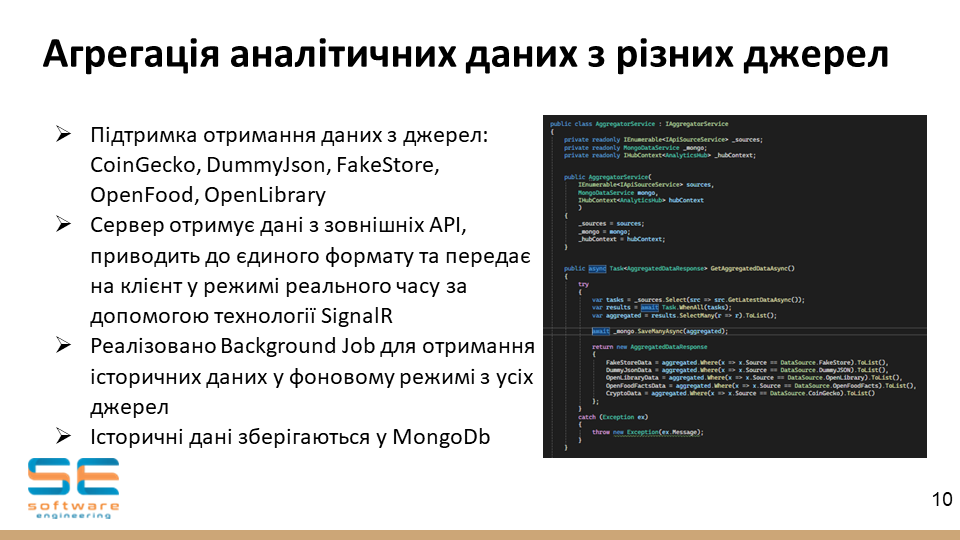 Агрегація аналітичних даних з різних джерел
➢ Підтримка отримання даних з джерел:
CoinGecko, DummyJson, FakeStore,
OpenFood, OpenLibrary
➢ Сервер отримує дані з зовнішніх API,
приводить до єдиного формату та передає
на клієнт у режимі реального часу за
допомогою технології SignalR
➢ Реалізовано Background Job для отримання
історичних даних у фоновому режимі з усіх
джерел
➢ Історичні дані зберігаються у MongoDb
public class AggregatorService : IAggregatorService
{
private readonly IEnumerable<IApiSourceService> _sources;
private readonly MongoDataService _mongo;
private readonly IHubContext<AnalyticsHub> _hubContext;
public AggregatorService(
IEnumerable<IApiSourceService> sources,
MongoDataService mongo,
IHubContext<AnalyticsHub> hubContext
)
{
_sources = sources;
_mongo = mongo;
_hubContext = hubContext;
}
public async Task<AggregatedDataResponse> GetAggregatedDataAsync()
{
try
{
var tasks = _sources.Select(src => src.GetLatestDataAsync());
var results = await Task.WhenAll(tasks);
var aggregated = results.SelectMany(r => r).ToList();
await _mongo.SaveManyAsync(aggregated);
return new AggregatedDataResponse
{
FakeStoreData = aggregated.Where(x => x.Source == DataSource.FakeStore).ToList(),
DummyJsonData = aggregated.Where(x => x.Source == DataSource.DummyJSON).ToList(),
OpenLibraryData = aggregated.Where(x => x.Source == DataSource.OpenLibrary).ToList(),
OpenFoodFactsData = aggregated.Where(x => x.Source == DataSource.OpenFoodFacts).ToList(),
CryptoData = aggregated.Where(x => x.Source == DataSource.CoinGecko).ToList()
};
}
catch (Exception ex)
{
throw new Exception(ex.Message);
}
}
SE
software
engineering
10